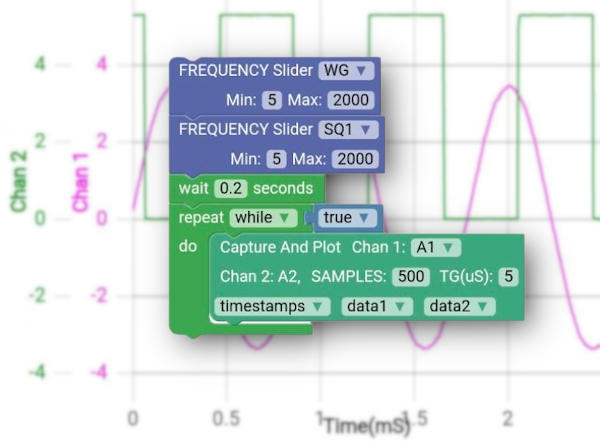 FREQUENCY Slider WG ▼
Min: 5 Max: 2000
FREQUENCY Slider SQ1 ▼
Min: 5 Max: 2000
wait 0.2 seconds
repeat while ▼ true ▼
do Capture And Plot Chan 1: A1 ▼
Chan 2: A2, SAMPLES: 500 TG(uS): 5
timestamps ▼ data1 ▼ data2 ▼
Chan 2
4
2
0
-2
-4
Chan 1
4
2
0
-2
-4
0 0.5 1 1.5 2
Time(mS)